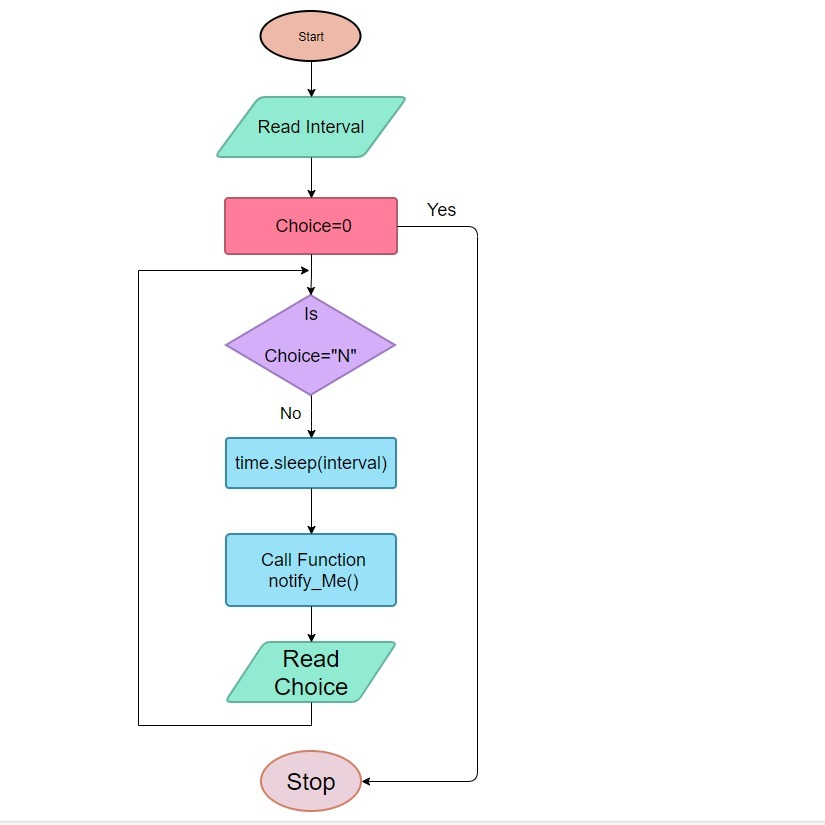 Start
Read Interval
Choice=0
Yes
Is
Choice="N"
No
time.sleep(interval)
Call Function
notify_Me()
Read
Choice
Stop